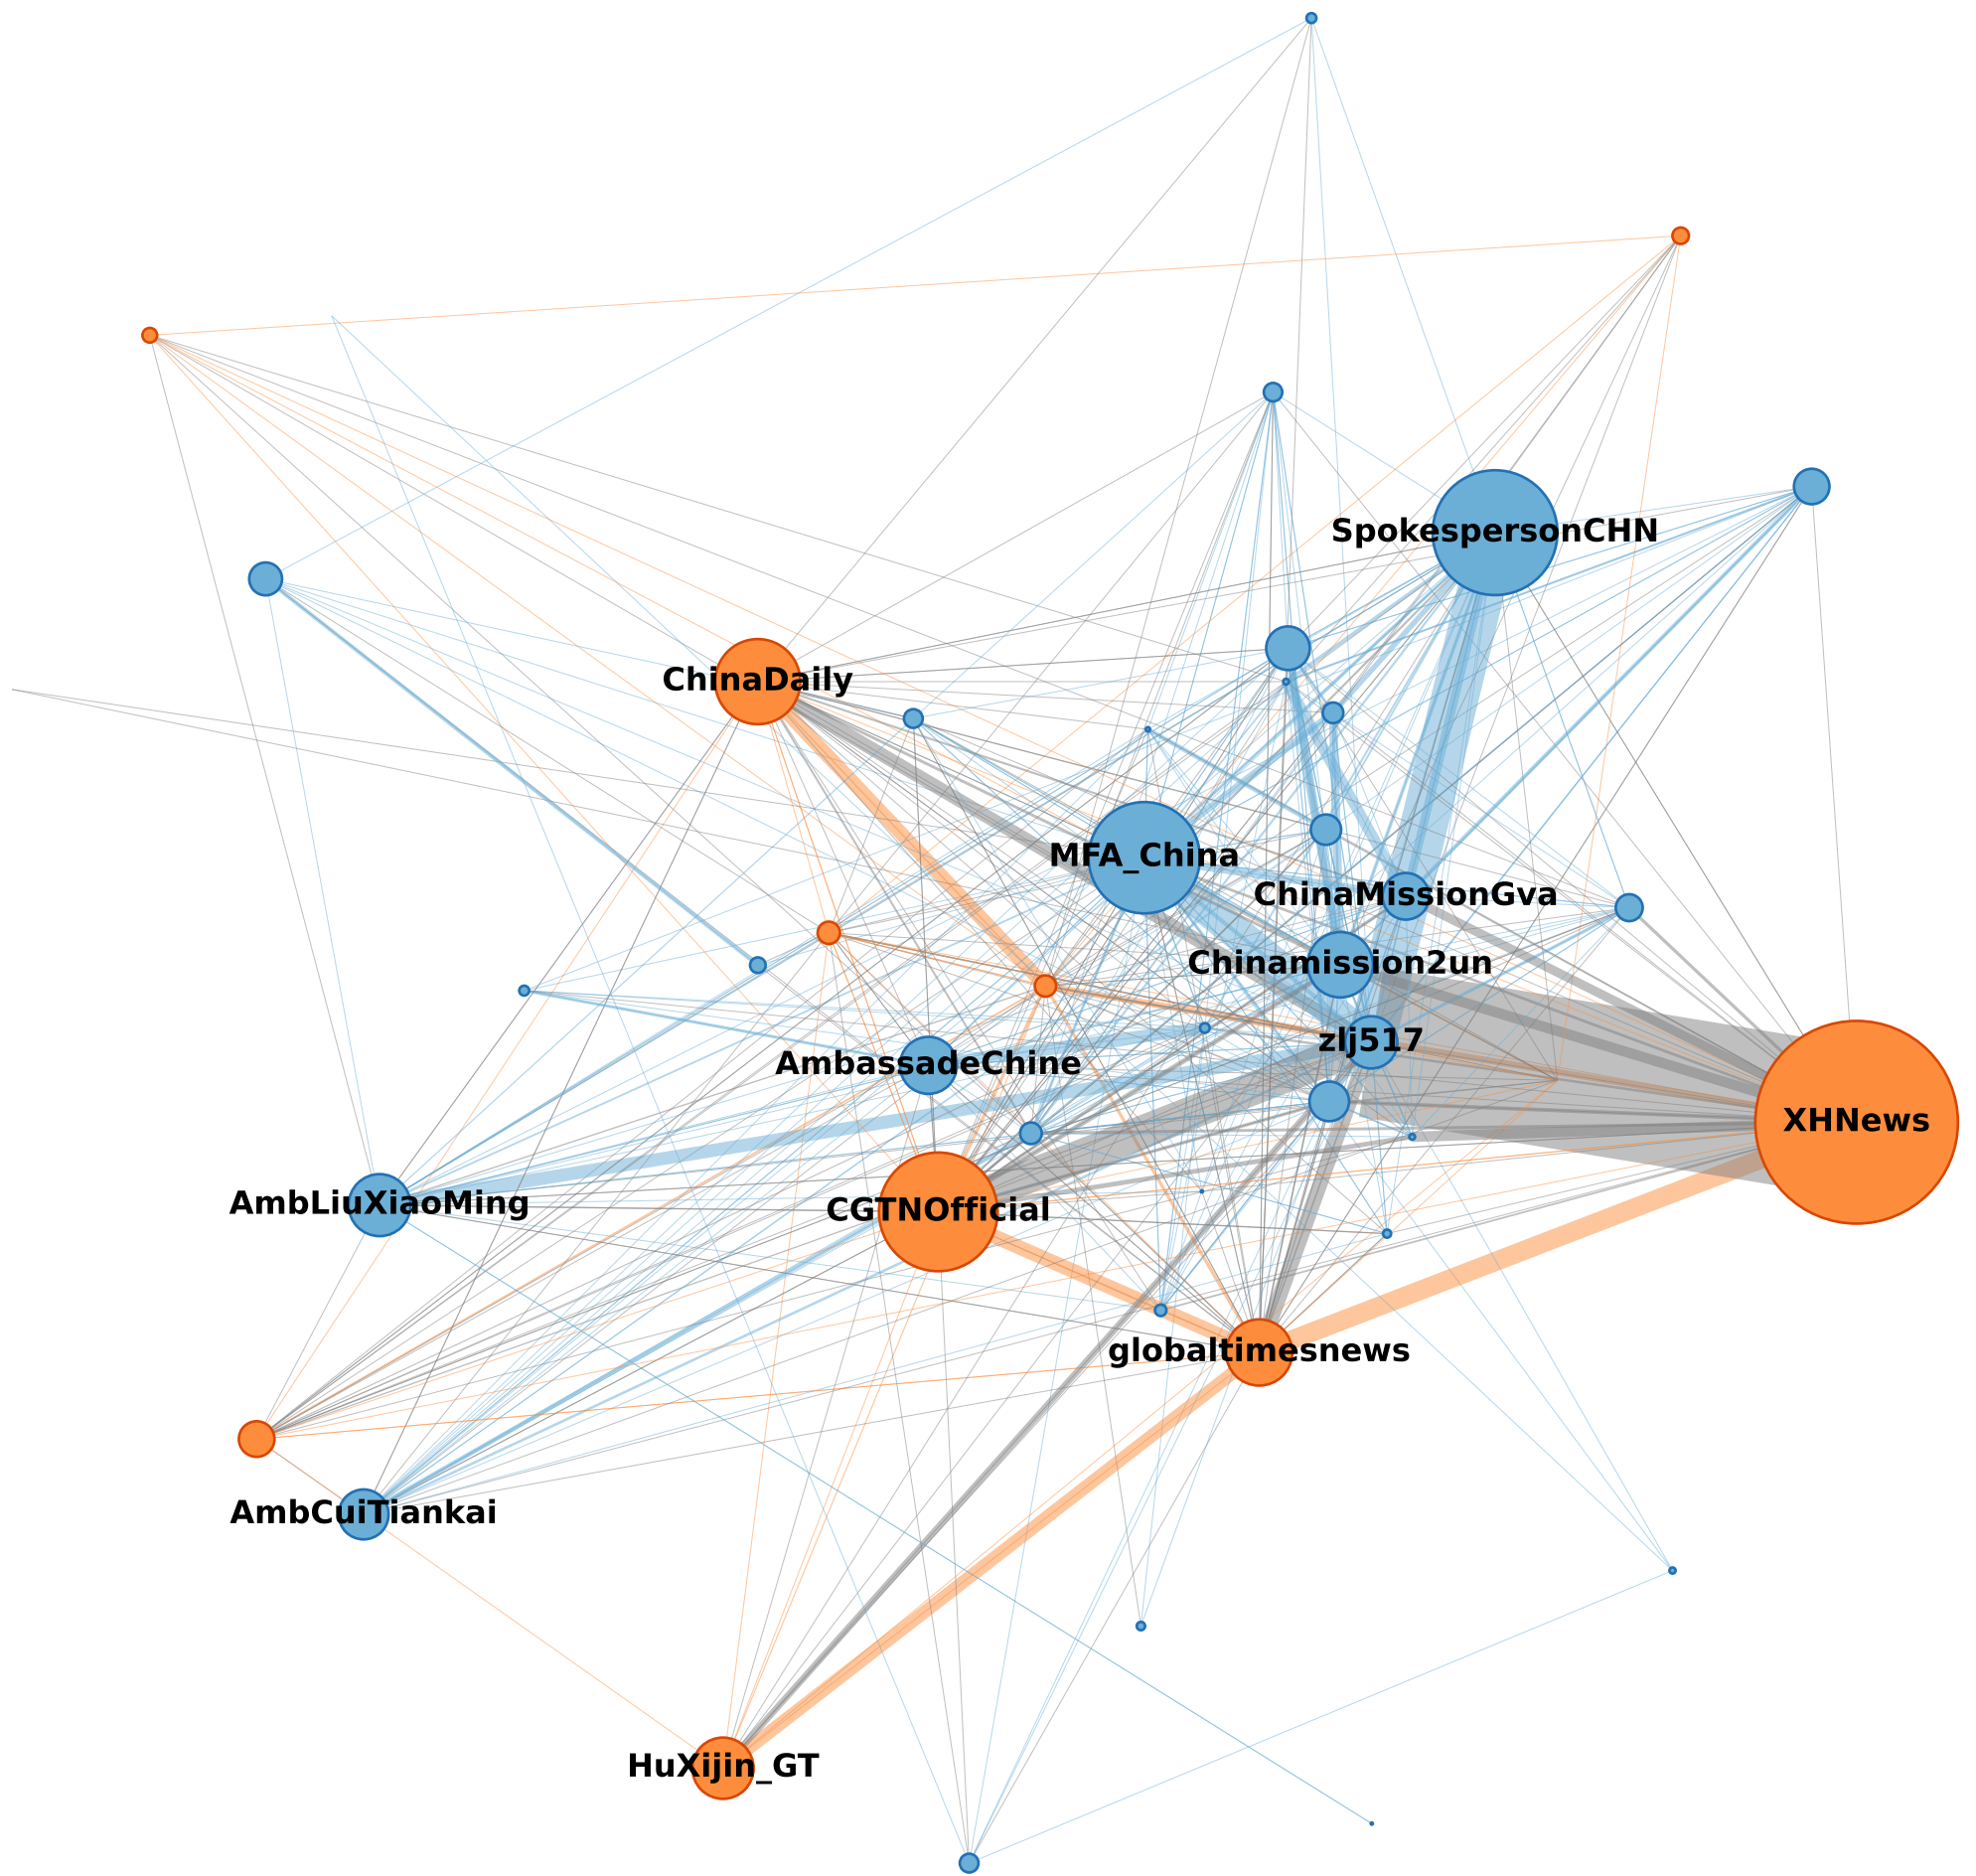 SpokespersonCHN
ChinaDaily
MFA_China
ChinaMissionGva
Chinamission2un
zlj517
AmbassadeChine
XHNews
AmbLiuXiaoMing
CGTNOfficial
globaltimesnews
AmbCuiTiankai
HuXijin_GT